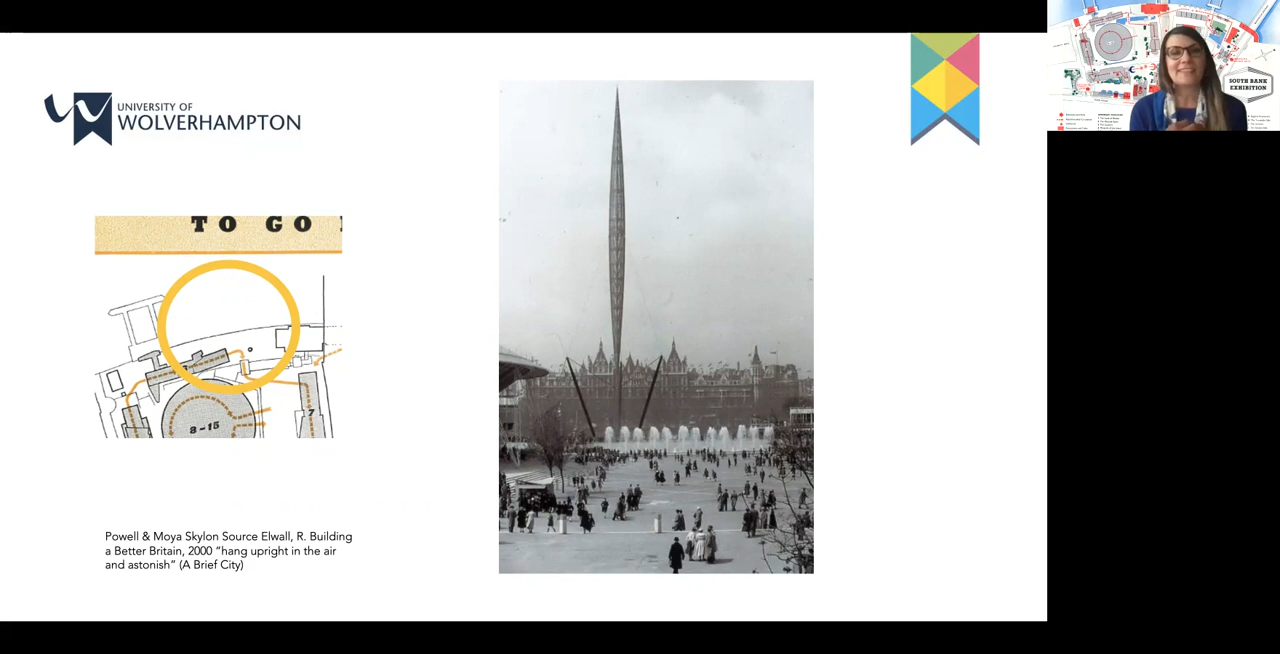 UNIVERSITY OF
WOLVERHAMPTON
TO GO
8-15
7
Powell & Moya Skylon Source Elwall, R. Building
a Better Britain, 2000 “hang upright in the air
and astonish” (A Brief City)
SOUTH BANK
EXHIBITION